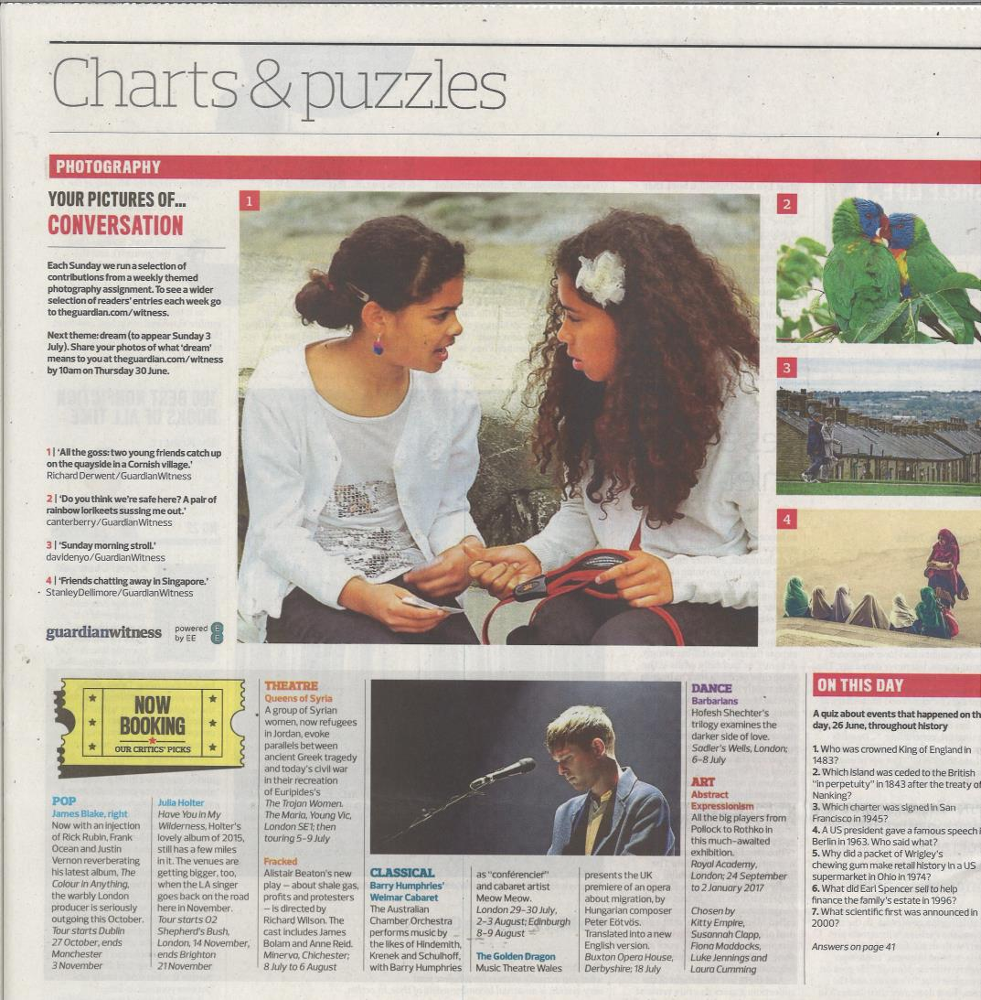 Charts & puzzles
PHOTOGRAPHY
YOUR PICTURES OF...
CONVERSATION
Each Sunday we run a selection of
contributions from a weekly themed
photography assignment. To see a wider
selection of readers' entries each week go
to theguardian.com/witness.
Next theme: dream (to appear Sunday 3
July). Share your photos of what 'dream'
means to you at theguardian.com/witness
by 10am on Thursday 30 June.
1 | 'All the goss: two young friends catch up
on the quayside in a Cornish village.'
Richard Derwent/GuardianWitness
2 | 'Do you think we're safe here? A pair of
rainbow lorikeets sussing me out.'
canterberry/GuardianWitness
3 | 'Sunday morning stroll.'
davidenyo/GuardianWitness
4 | 'Friends chatting away in Singapore.'
StanleyDellimore/GuardianWitness
guardianwitness
powered
by EE
EE
1
2
3
4
NOW
BOOKING
OUR CRITICS' PICKS
POP
James Blake, right
Now with an injection
of Rick Rubin, Frank
Ocean and Justin
Vernon reverberating
his latest album, The
Colour in Anything,
the warbly London
producer is seriously
outgoing this October.
Tour starts Dublin
27 October, ends
Manchester
3 November
Julia Holter
Have You in My
Wilderness, Holter's
lovely album of 2015,
still has a few miles
in it. The venues are
getting bigger, too,
when the LA singer
goes back on the road
here in November.
Tour starts O2
Shepherd's Bush,
London, 14 November,
ends Brighton
21 November
THEATRE
Queens of Syria
A group of Syrian
women, now refugees
in Jordan, evoke
parallels between
ancient Greek tragedy
and today's civil war
in their recreation
of Euripides's
The Trojan Women.
The Maria, Young Vic,
London SE1; then
touring 5-9 July
Fracked
Alistair Beaton's new
play – about shale gas,
profits and protesters
– is directed by
Richard Wilson. The
cast includes James
Bolam and Anne Reid.
Minerva, Chichester;
8 July to 6 August
CLASSICAL
Barry Humphries'
Weimar Cabaret
The Australian
Chamber Orchestra
performs music by
the likes of Hindemith,
Krenek and Schulhoff,
with Barry Humphries
as "conférencier"
and cabaret artist
Meow Meow.
London 29-30 July,
2-3 August; Edinburgh
8-9 August
The Golden Dragon
Music Theatre Wales
presents the UK
premiere of an opera
about migration, by
Hungarian composer
Peter Eötvös.
Translated into a new
English version.
Buxton Opera House,
Derbyshire; 18 July
DANCE
Barbarians
Hofesh Shechter's
trilogy examines the
darker side of love.
Sadler's Wells, London;
6-8 July
ART
Abstract
Expressionism
All the big players from
Pollock to Rothko in
this much-awaited
exhibition.
Royal Academy,
London; 24 September
to 2 January 2017
Chosen by
Kitty Empire,
Susannah Clapp,
Fiona Maddocks,
Luke Jennings and
Laura Cumming
ON THIS DAY
A quiz about events that happened on th
day, 26 June, throughout history
1. Who was crowned King of England in
1483?
2. Which Island was ceded to the British
"in perpetuity" in 1843 after the treaty of
Nanking?
3. Which charter was signed in San
Francisco in 1945?
4. A US president gave a famous speech i
Berlin in 1963. Who said what?
5. Why did a packet of Wrigley's
chewing gum make retail history in a US
supermarket in Ohio in 1974?
6. What did Earl Spencer sell to help
finance the family's estate in 1996?
7. What scientific first was announced in
2000?
Answers on page 41